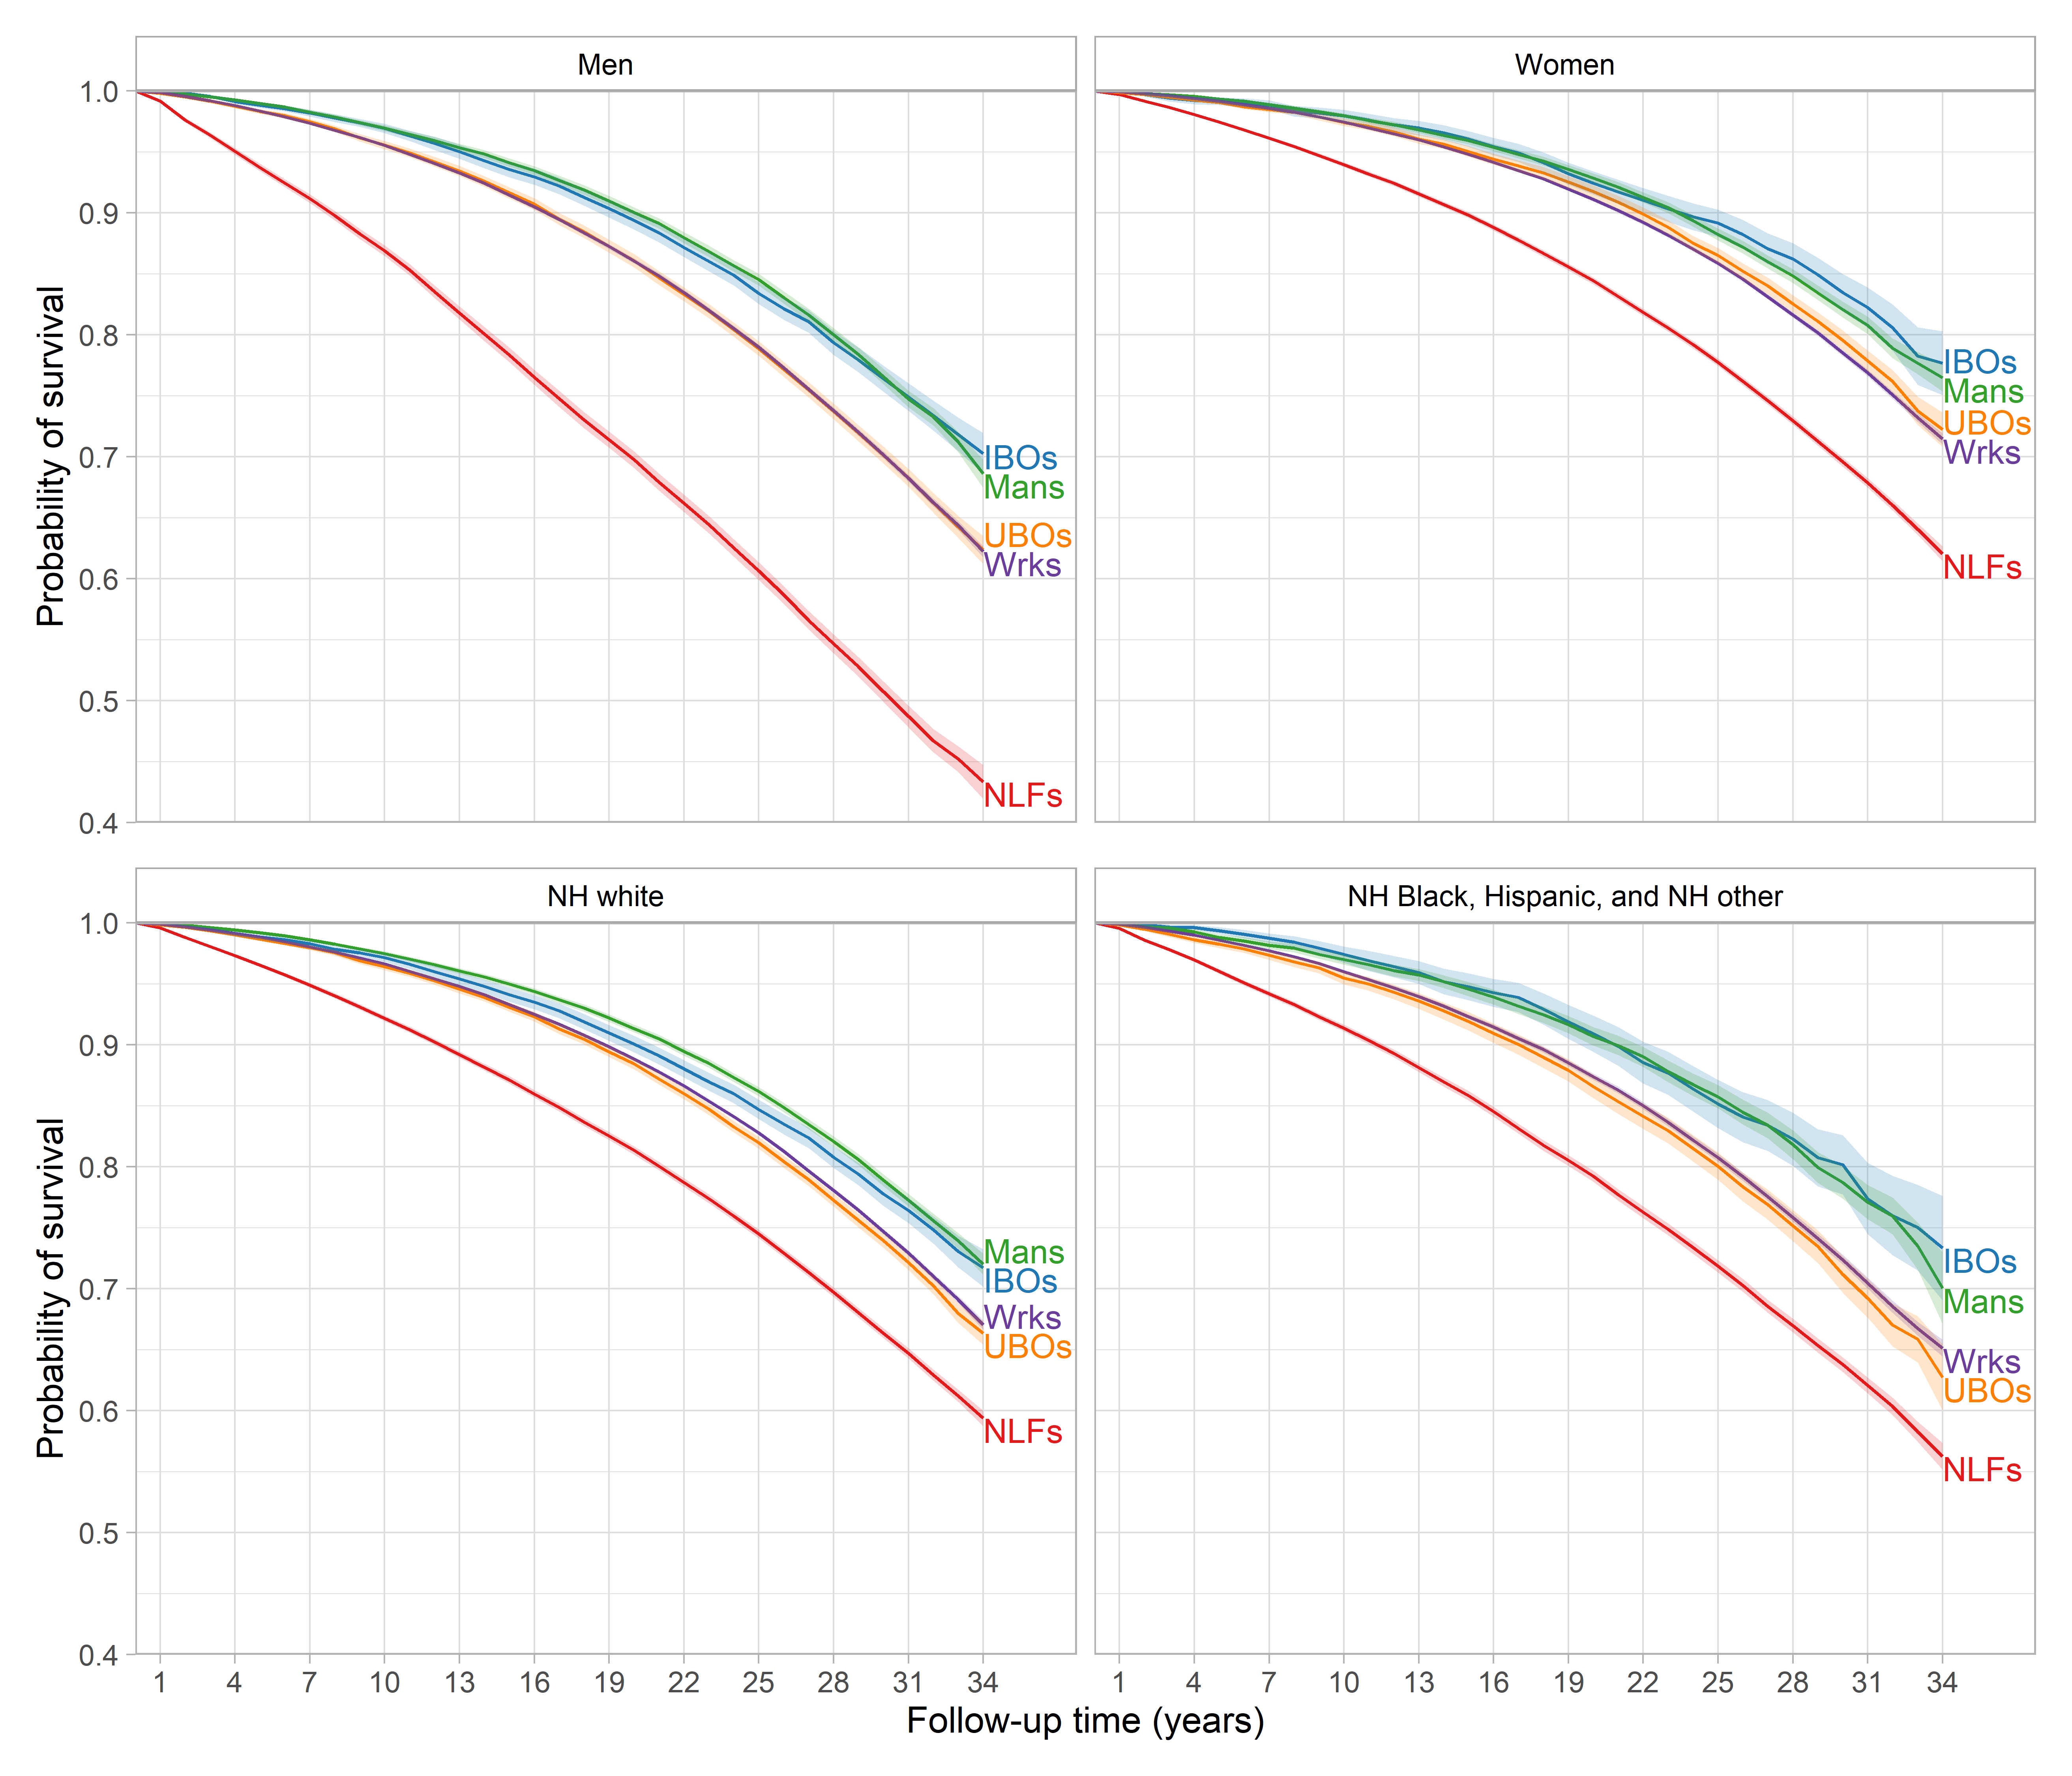 Men
Women
Probability of survival
1.0
0.9
0.8
0.7
0.6
0.5
0.4
IBOs
Mans
UBOs
Wrks
NLFs
IBOs
Mans
UBOs
Wrks
NLFs
NH white
NH Black, Hispanic, and NH other
Probability of survival
1.0
0.9
0.8
0.7
0.6
0.5
0.4
Mans
IBOs
Wrks
UBOs
NLFs
IBOs
Mans
Wrks
UBOs
NLFs
1 4 7 10 13 16 19 22 25 28 31 34
1 4 7 10 13 16 19 22 25 28 31 34
Follow-up time (years)